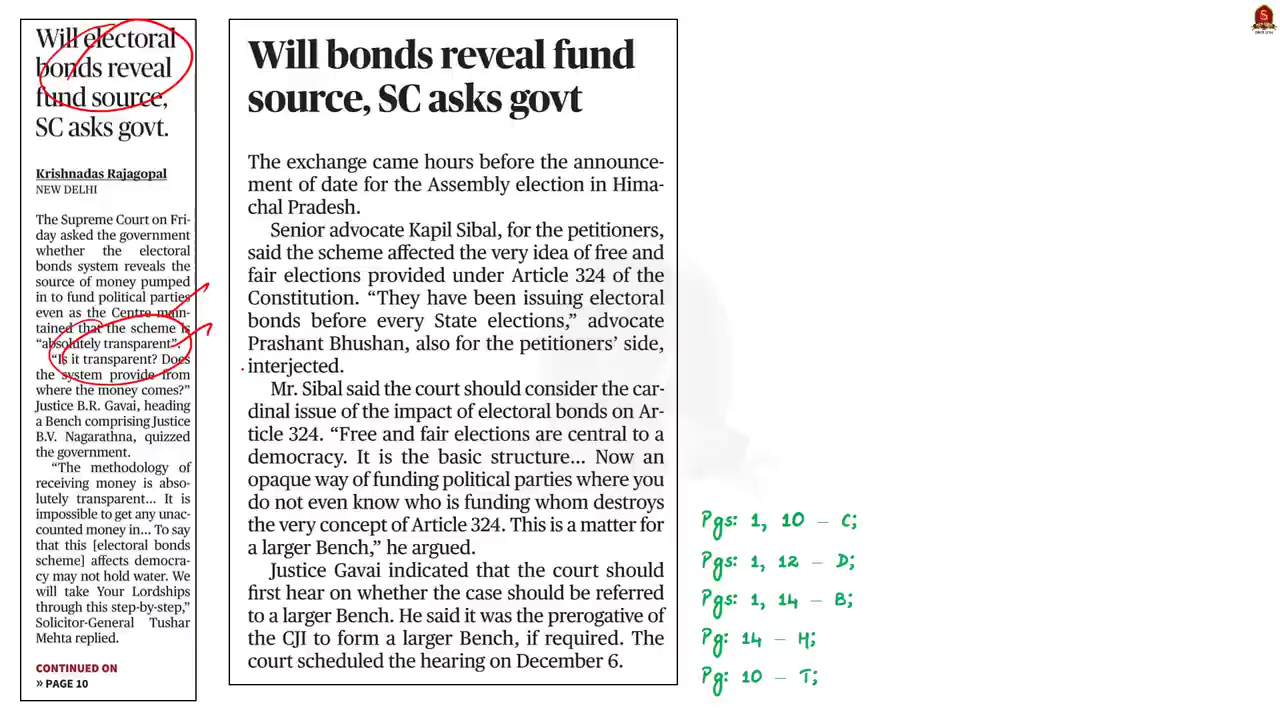 Will electoral
bonds reveal
fund source,
SC asks govt.
Krishnadas Rajagopal
NEW DELHI
The Supreme Court on Fri-
day asked the government
whether the electoral
bonds system reveals the
source of money pumped
in to fund political parties
even as the Centre main-
tained that the scheme is
“absolutely transparent”.
“Is it transparent? Does
the system provide from
where the money comes?”
Justice B.R. Gavai, heading
a Bench comprising Justice
B.V. Nagarathna, quizzed
the government.
“The methodology of
receiving money is abso-
lutely transparent... It is
impossible to get any unac-
counted money in... To say
that this [electoral bonds
scheme] affects democra-
cy may not hold water. We
will take Your Lordships
through this step-by-step,”
Solicitor-General Tushar
Mehta replied.
CONTINUED ON
» PAGE 10
Will bonds reveal fund
source, SC asks govt
The exchange came hours before the announce-
ment of date for the Assembly election in Hima-
chal Pradesh.
Senior advocate Kapil Sibal, for the petitioners,
said the scheme affected the very idea of free and
fair elections provided under Article 324 of the
Constitution. “They have been issuing electoral
bonds before every State elections,” advocate
Prashant Bhushan, also for the petitioners’ side,
interjected.
Mr. Sibal said the court should consider the car-
dinal issue of the impact of electoral bonds on Ar-
ticle 324. “Free and fair elections are central to a
democracy. It is the basic structure... Now an
opaque way of funding political parties where you
do not even know who is funding whom destroys
the very concept of Article 324. This is a matter for
a larger Bench,” he argued.
Justice Gavai indicated that the court should
first hear on whether the case should be referred
to a larger Bench. He said it was the prerogative of
the CJI to form a larger Bench, if required. The
court scheduled the hearing on December 6.
Pgs: 1, 10 – C;
Pgs: 1, 12 – D;
Pgs: 1, 14 – B;
Pg: 14 – H;
Pg: 10 – T;